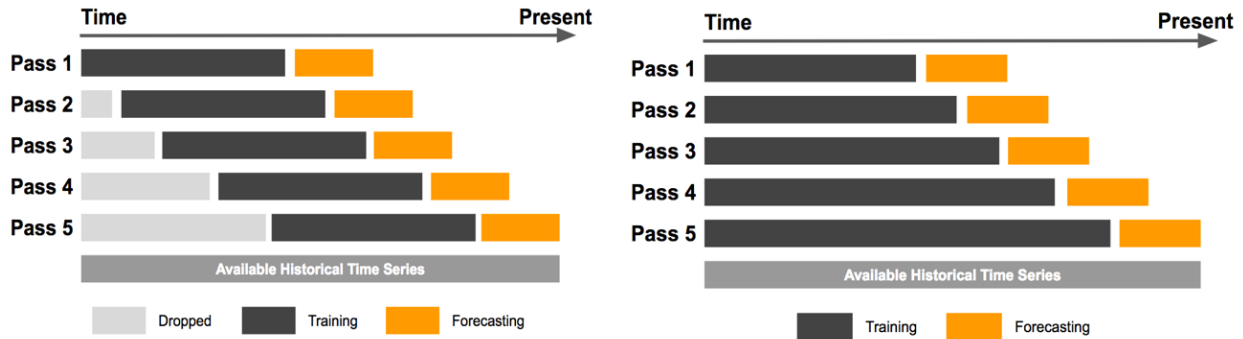 Time Present
Pass 1
Pass 2
Pass 3
Pass 4
Pass 5
Available Historical Time Series
Dropped Training Forecasting
Time Present
Pass 1
Pass 2
Pass 3
Pass 4
Pass 5
Available Historical Time Series
Training Forecasting